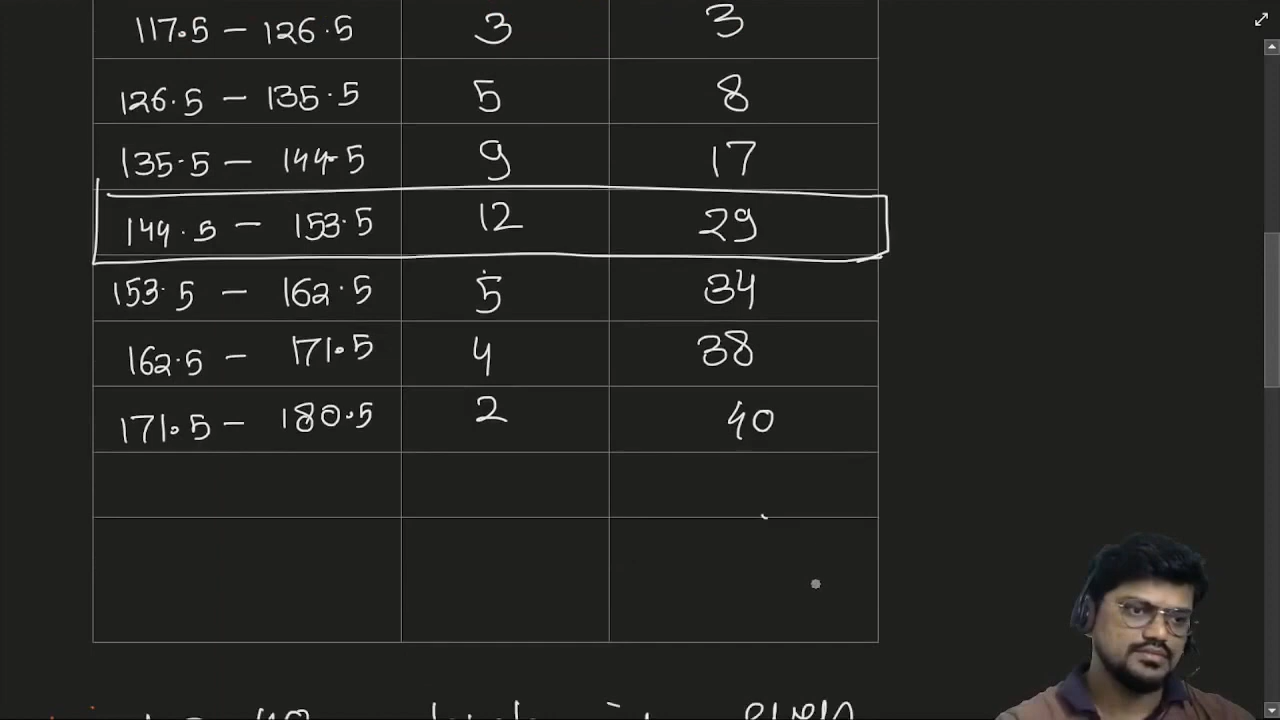 117.5 - 126.5 3 3
126.5 - 135.5 5 8
135.5 - 144.5 9 17
144.5 - 153.5 12 29
153.5 - 162.5 5 34
162.5 - 171.5 4 38
171.5 - 180.5 2 40
40